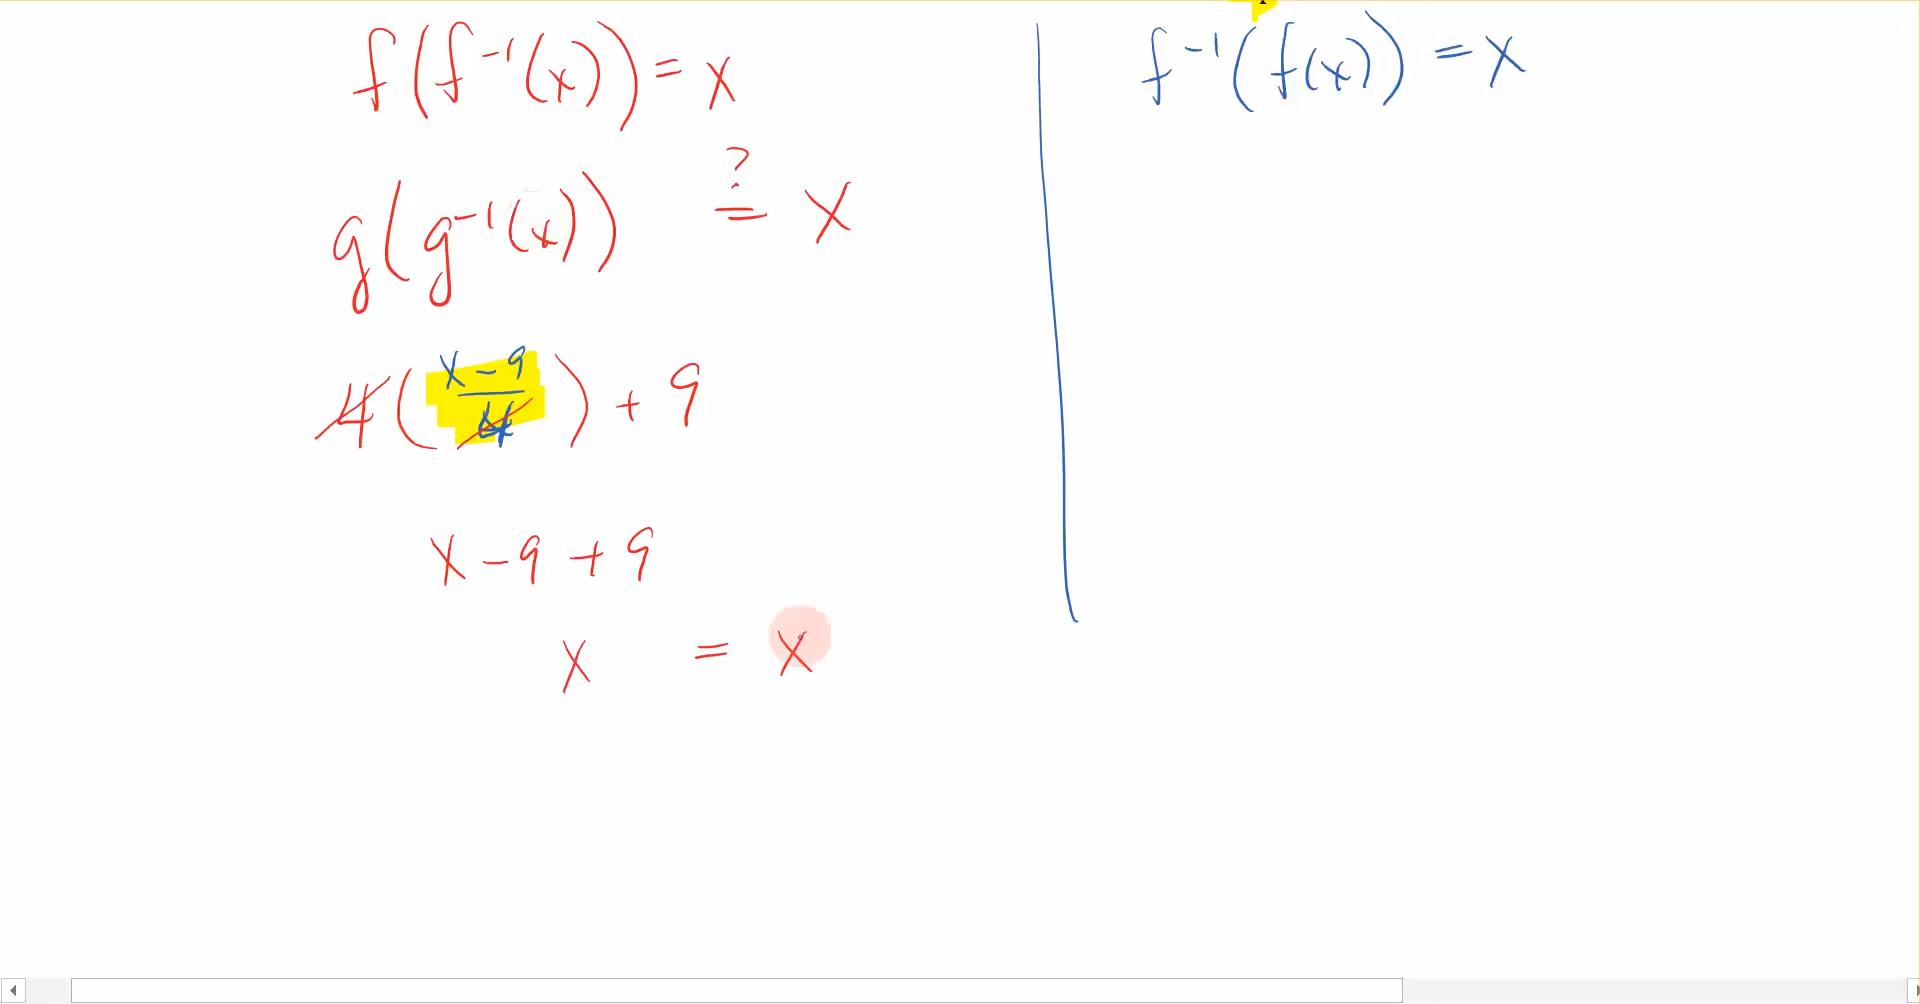 f(f⁻¹(x)) = x
g(g⁻¹(x)) ≟ x
4((x - 9)/4) + 9
x - 9 + 9
x = x
f⁻¹(f(x)) = x